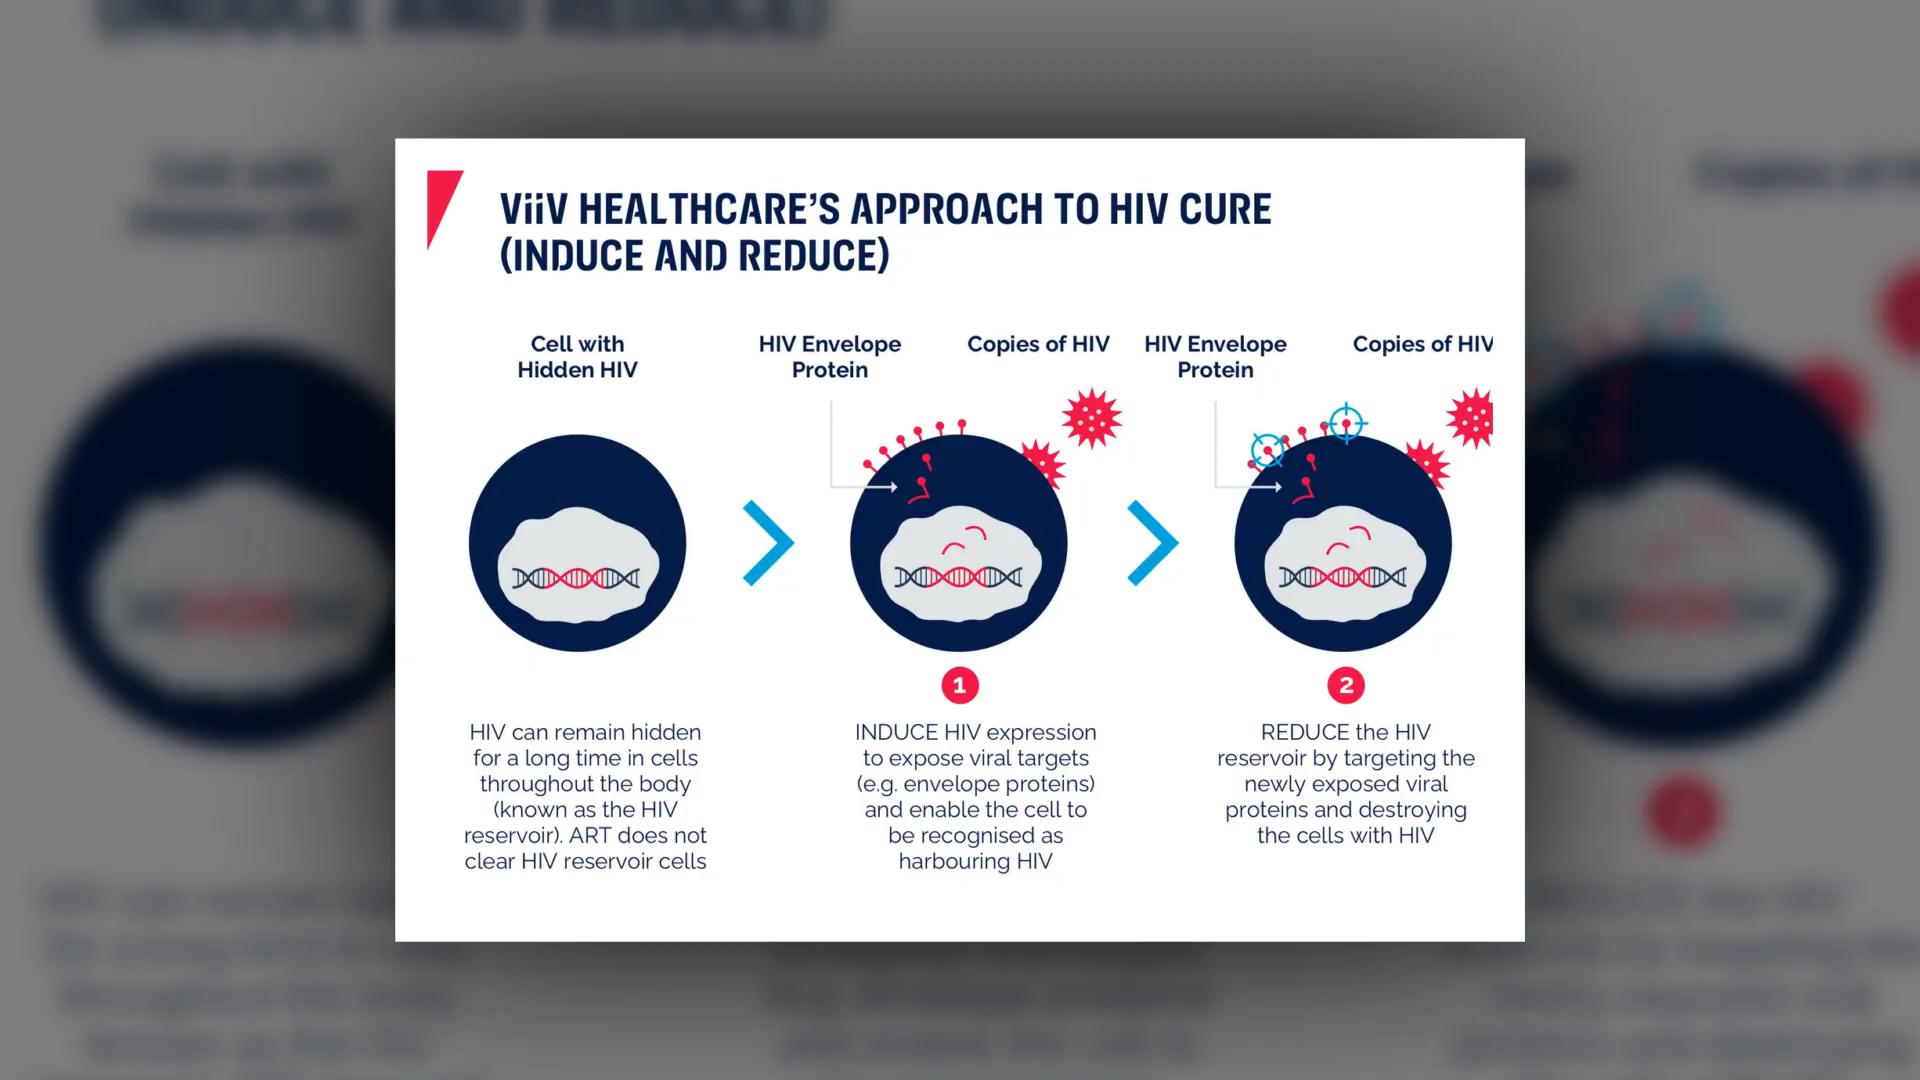 ViiV HEALTHCARE'S APPROACH TO HIV CURE
(INDUCE AND REDUCE)
Cell with
Hidden HIV
HIV Envelope
Protein
Copies of HIV
HIV Envelope
Protein
Copies of HIV
1
2
HIV can remain hidden
for a long time in cells
throughout the body
(known as the HIV
reservoir). ART does not
clear HIV reservoir cells
INDUCE HIV expression
to expose viral targets
(e.g. envelope proteins)
and enable the cell to
be recognised as
harbouring HIV
REDUCE the HIV
reservoir by targeting the
newly exposed viral
proteins and destroying
the cells with HIV